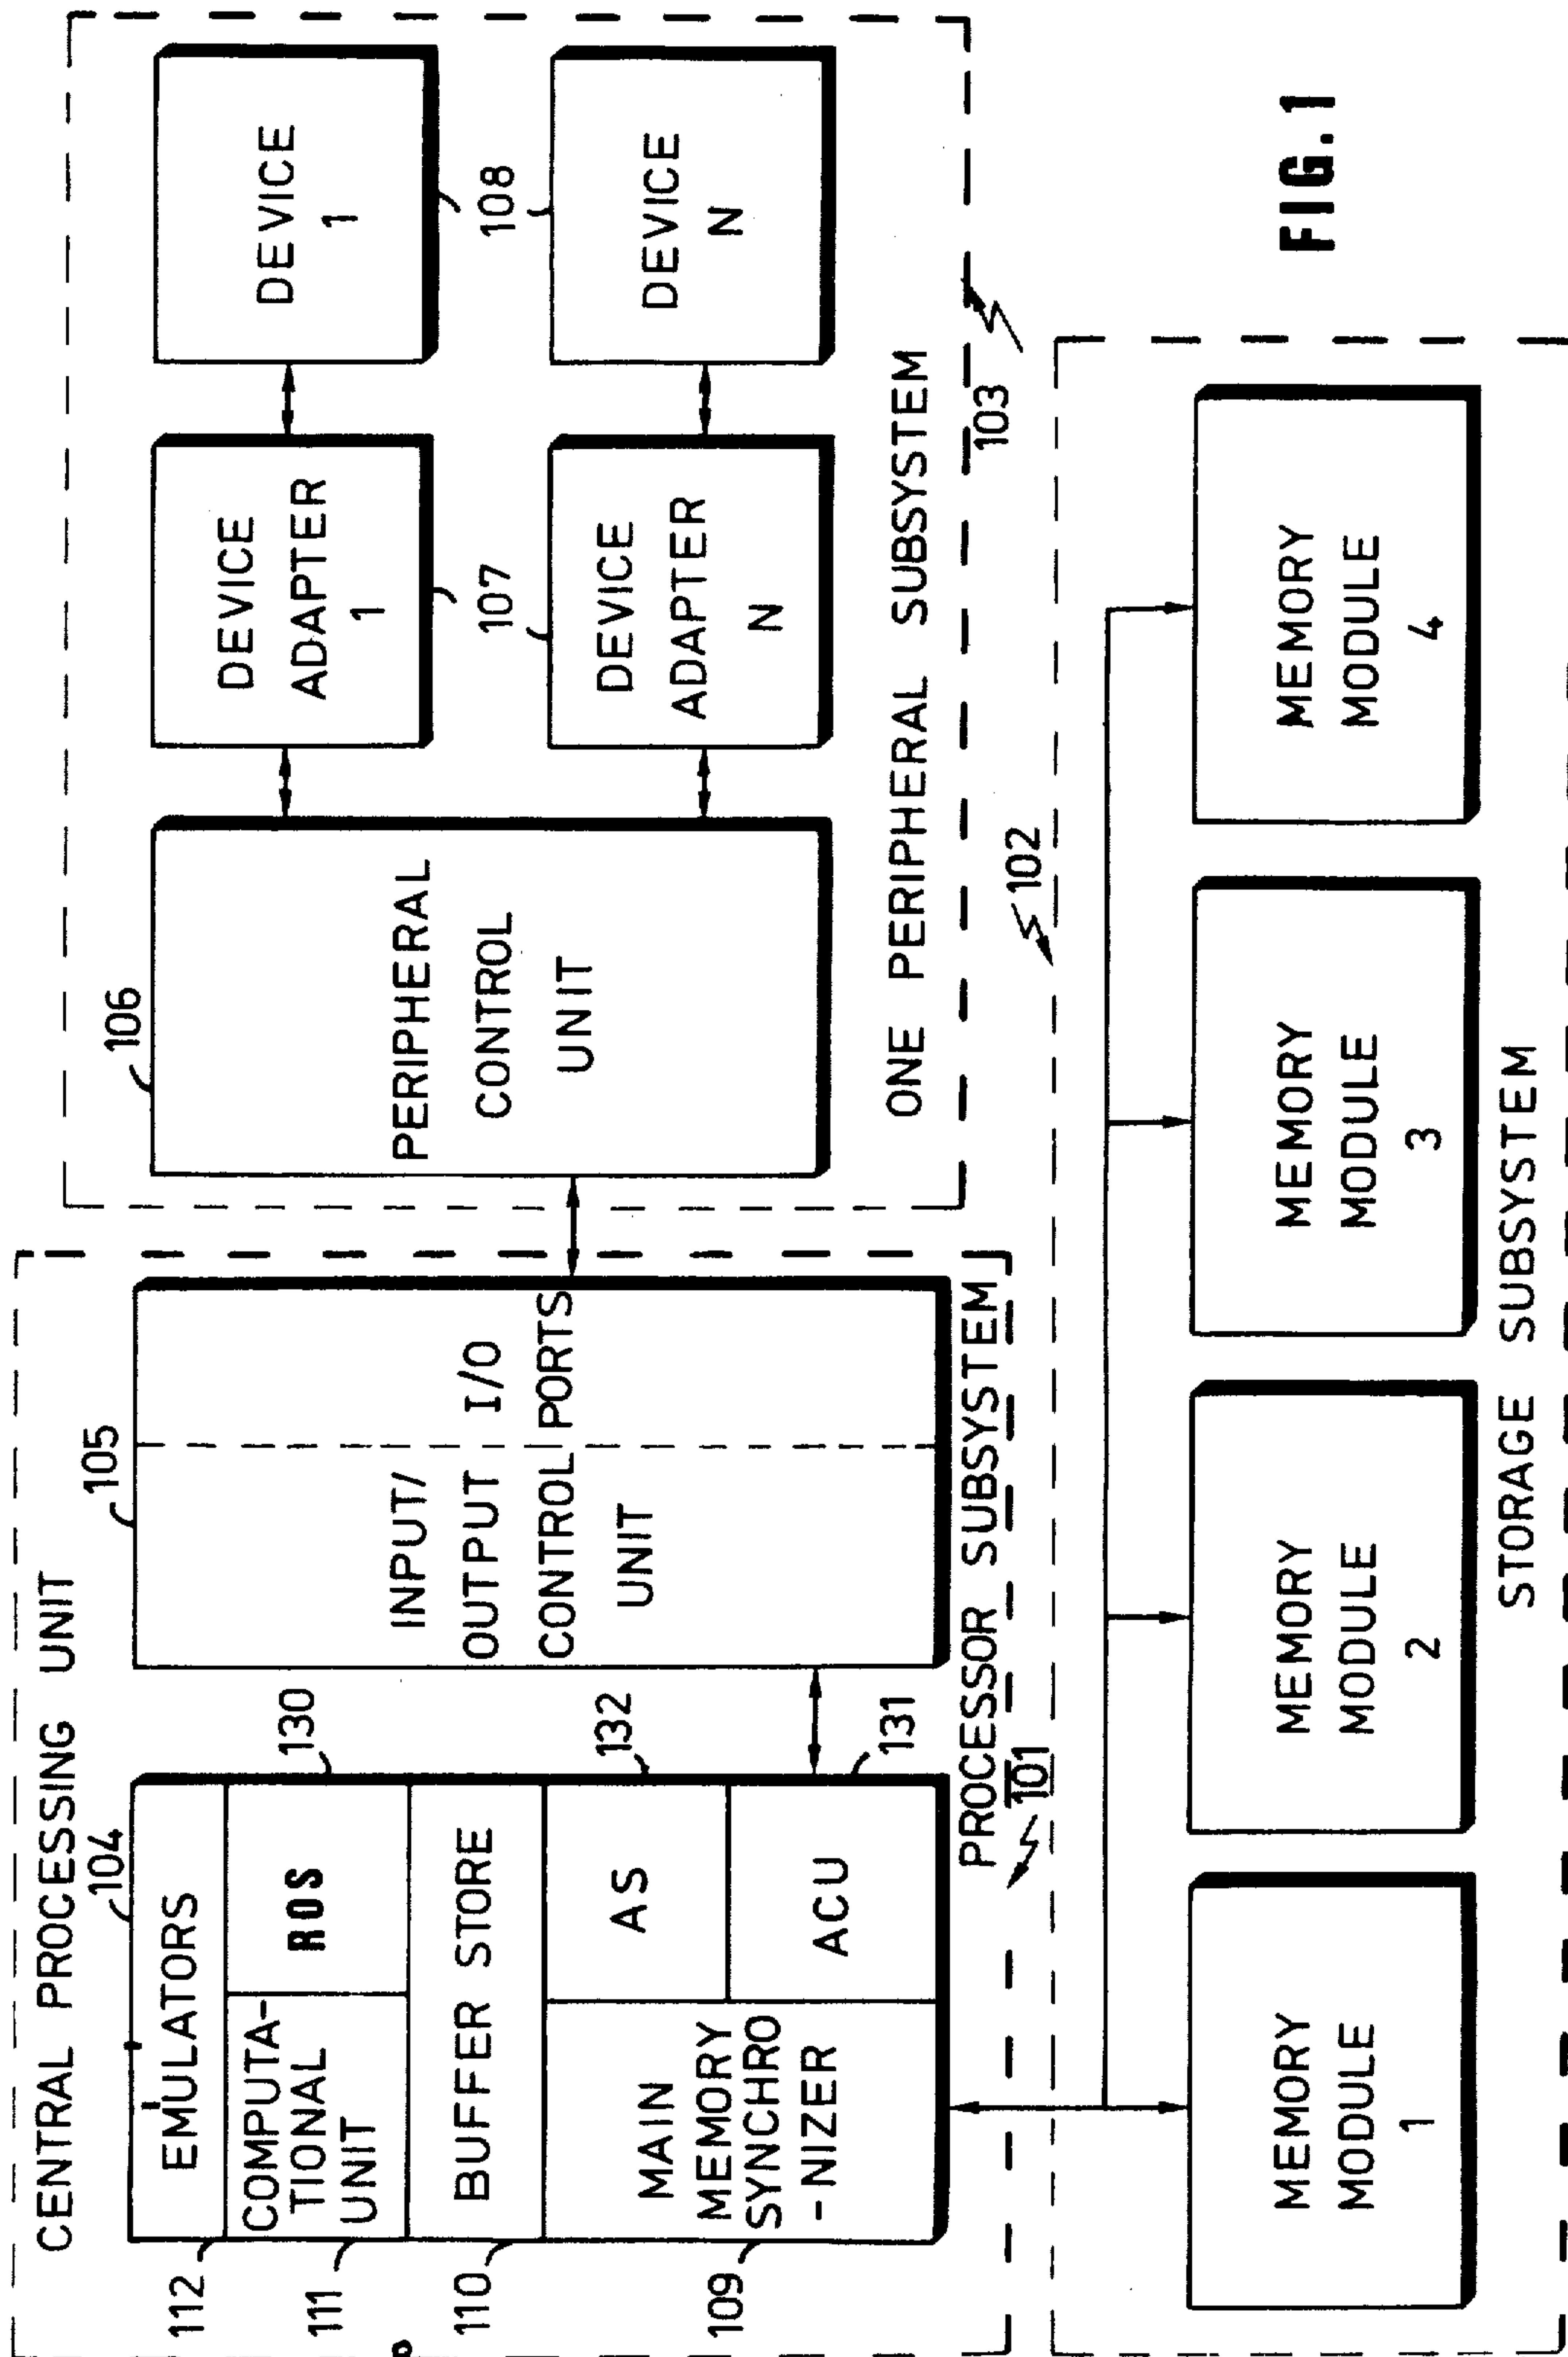 CENTRAL PROCESSING UNIT
104
EMULATORS
112
COMPUTA-
TIONAL
UNIT
111
ROS
130
BUFFER STORE
110
MAIN
MEMORY
SYNCHRO
-NIZER
109
AS
132
ACU
131
105
INPUT/
OUTPUT
CONTROL
UNIT
I/O
PORTS
PROCESSOR SUBSYSTEM
101
106
PERIPHERAL
CONTROL
UNIT
DEVICE
ADAPTER
1
107
DEVICE
ADAPTER
N
DEVICE
1
108
DEVICE
N
ONE PERIPHERAL SUBSYSTEM
103
102
MEMORY
MODULE
1
MEMORY
MODULE
2
MEMORY
MODULE
3
MEMORY
MODULE
4
STORAGE SUBSYSTEM
FIG.1